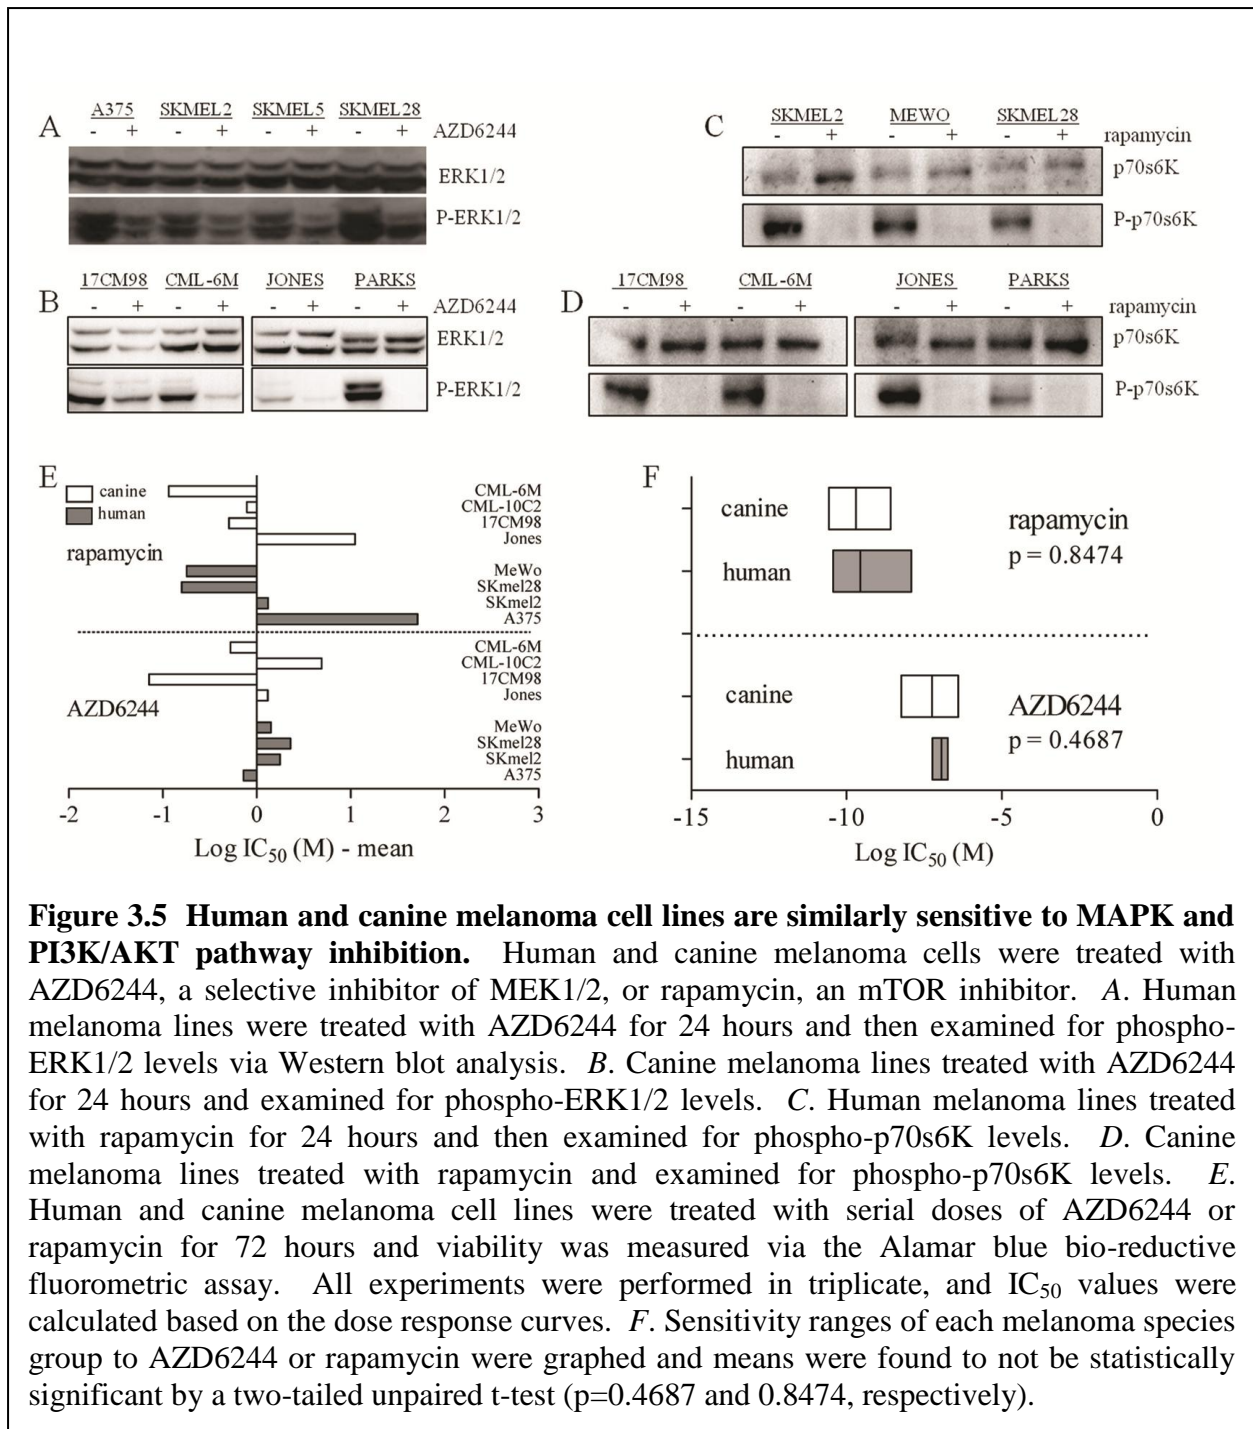 A
A375 SKMEL2 SKMEL5 SKMEL28
- + - + - + - + AZD6244
ERK1/2
P-ERK1/2
C
SKMEL2 MEWO SKMEL28
- + - + - + rapamycin
p70s6K
P-p70s6K
B
17CM98 CML-6M JONES PARKS
- + - + - + - + AZD6244
ERK1/2
P-ERK1/2
D
17CM98 CML-6M JONES PARKS
- + - + - + - + rapamycin
p70s6K
P-p70s6K
E
canine
human
rapamycin
CML-6M
CML-10C2
17CM98
Jones
MeWo
SKmel28
SKmel2
A375
AZD6244
CML-6M
CML-10C2
17CM98
Jones
MeWo
SKmel28
SKmel2
A375
-2 -1 0 1 2 3
Log IC50 (M) - mean
F
canine
human
rapamycin
p = 0.8474
canine
human
AZD6244
p = 0.4687
-15 -10 -5 0
Log IC50 (M)
Figure 3.5 Human and canine melanoma cell lines are similarly sensitive to MAPK and
PI3K/AKT pathway inhibition. Human and canine melanoma cells were treated with
AZD6244, a selective inhibitor of MEK1/2, or rapamycin, an mTOR inhibitor. A. Human
melanoma lines were treated with AZD6244 for 24 hours and then examined for phospho-
ERK1/2 levels via Western blot analysis. B. Canine melanoma lines treated with AZD6244
for 24 hours and examined for phospho-ERK1/2 levels. C. Human melanoma lines treated
with rapamycin for 24 hours and then examined for phospho-p70s6K levels. D. Canine
melanoma lines treated with rapamycin and examined for phospho-p70s6K levels. E.
Human and canine melanoma cell lines were treated with serial doses of AZD6244 or
rapamycin for 72 hours and viability was measured via the Alamar blue bio-reductive
fluorometric assay. All experiments were performed in triplicate, and IC50 values were
calculated based on the dose response curves. F. Sensitivity ranges of each melanoma species
group to AZD6244 or rapamycin were graphed and means were found to not be statistically
significant by a two-tailed unpaired t-test (p=0.4687 and 0.8474, respectively).